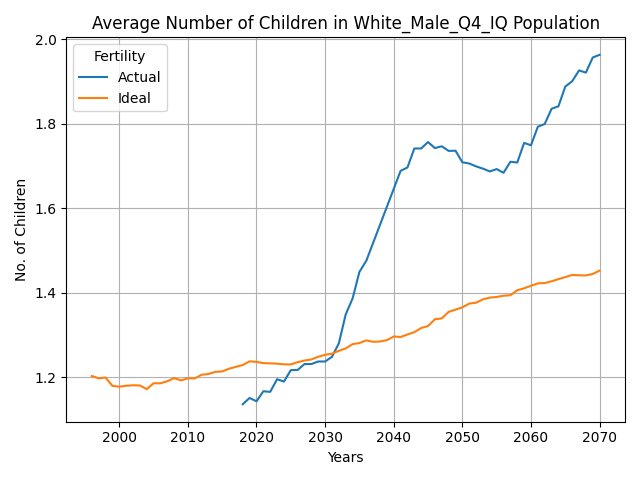 Average Number of Children in White_Male_Q4_IQ Population
Fertility
Actual
Ideal
No. of Children
2.0
1.8
1.6
1.4
1.2
2000 2010 2020 2030 2040 2050 2060 2070
Years